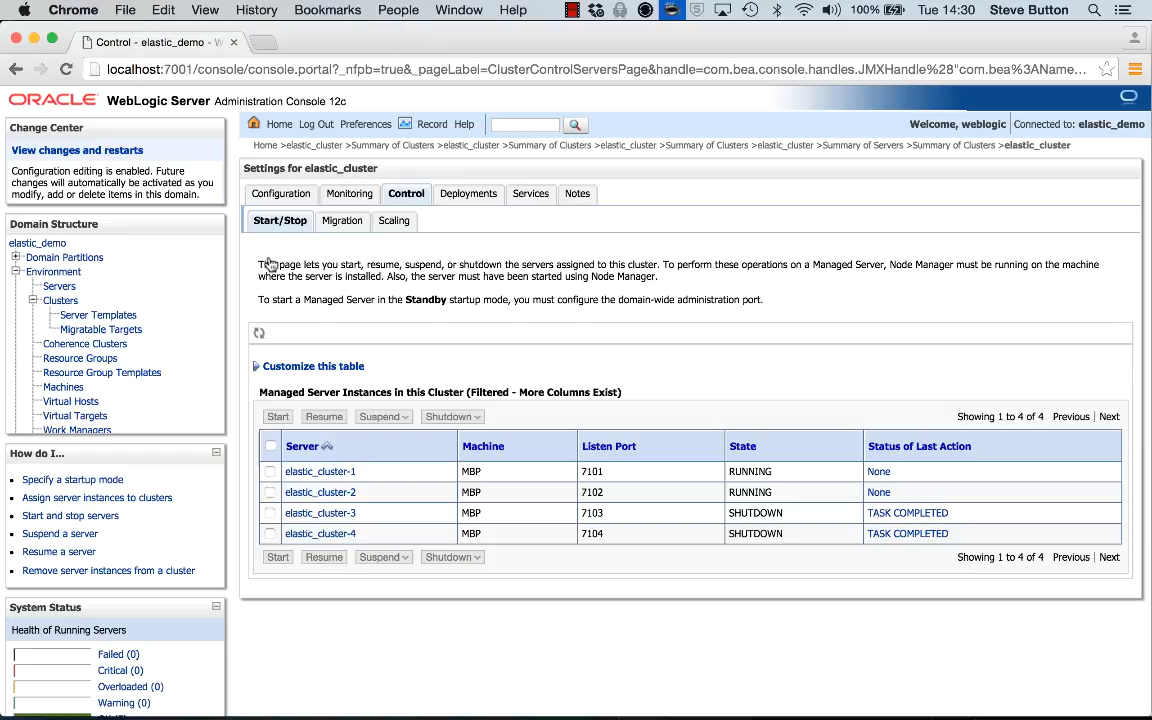 Chrome File Edit View History Bookmarks People Window Help 100% Tue 14:30 Steve Button
Control - elastic_demo - W
localhost:7001/console/console.portal?_nfpb=true&_pageLabel=ClusterControlServersPage&handle=com.bea.console.handles.JMXHandle%28"com.bea%3AName...
ORACLE WebLogic Server Administration Console 12c
Change Center
View changes and restarts
Configuration editing is enabled. Future
changes will automatically be activated as you
modify, add or delete items in this domain.
Domain Structure
elastic_demo
Domain Partitions
Environment
Servers
Clusters
Server Templates
Migratable Targets
Coherence Clusters
Resource Groups
Resource Group Templates
Machines
Virtual Hosts
Virtual Targets
Work Managers
How do I...
Specify a startup mode
Assign server instances to clusters
Start and stop servers
Suspend a server
Resume a server
Remove server instances from a cluster
System Status
Health of Running Servers
Failed (0)
Critical (0)
Overloaded (0)
Warning (0)
Home Log Out Preferences Record Help
Welcome, weblogic Connected to: elastic_demo
Home >elastic_cluster >Summary of Clusters >elastic_cluster >Summary of Clusters >elastic_cluster >Summary of Clusters >elastic_cluster >Summary of Servers >Summary of Clusters >elastic_cluster
Settings for elastic_cluster
Configuration Monitoring Control Deployments Services Notes
Start/Stop Migration Scaling
page lets you start, resume, suspend, or shutdown the servers assigned to this cluster. To perform these operations on a Managed Server, Node Manager must be running on the machine
where the server is installed. Also, the server must have been started using Node Manager.
To start a Managed Server in the Standby startup mode, you must configure the domain-wide administration port.
Customize this table
Managed Server Instances in this Cluster (Filtered - More Columns Exist)
Start Resume Suspend Shutdown Showing 1 to 4 of 4 Previous | Next
Server Machine Listen Port State Status of Last Action
elastic_cluster-1 MBP 7101 RUNNING None
elastic_cluster-2 MBP 7102 RUNNING None
elastic_cluster-3 MBP 7103 SHUTDOWN TASK COMPLETED
elastic_cluster-4 MBP 7104 SHUTDOWN TASK COMPLETED
Start Resume Suspend Shutdown Showing 1 to 4 of 4 Previous | Next